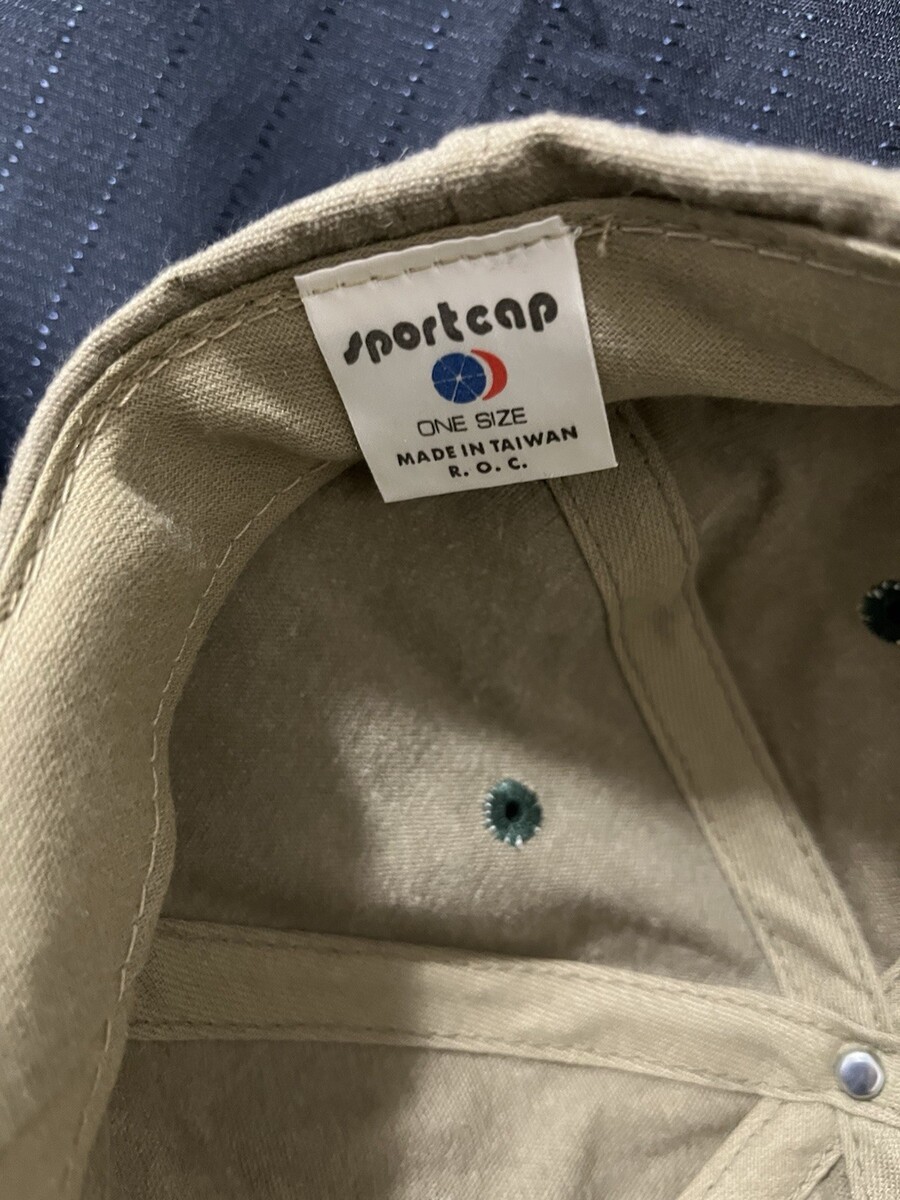 sportcap
ONE SIZE
MADE IN TAIWAN
R. O. C.